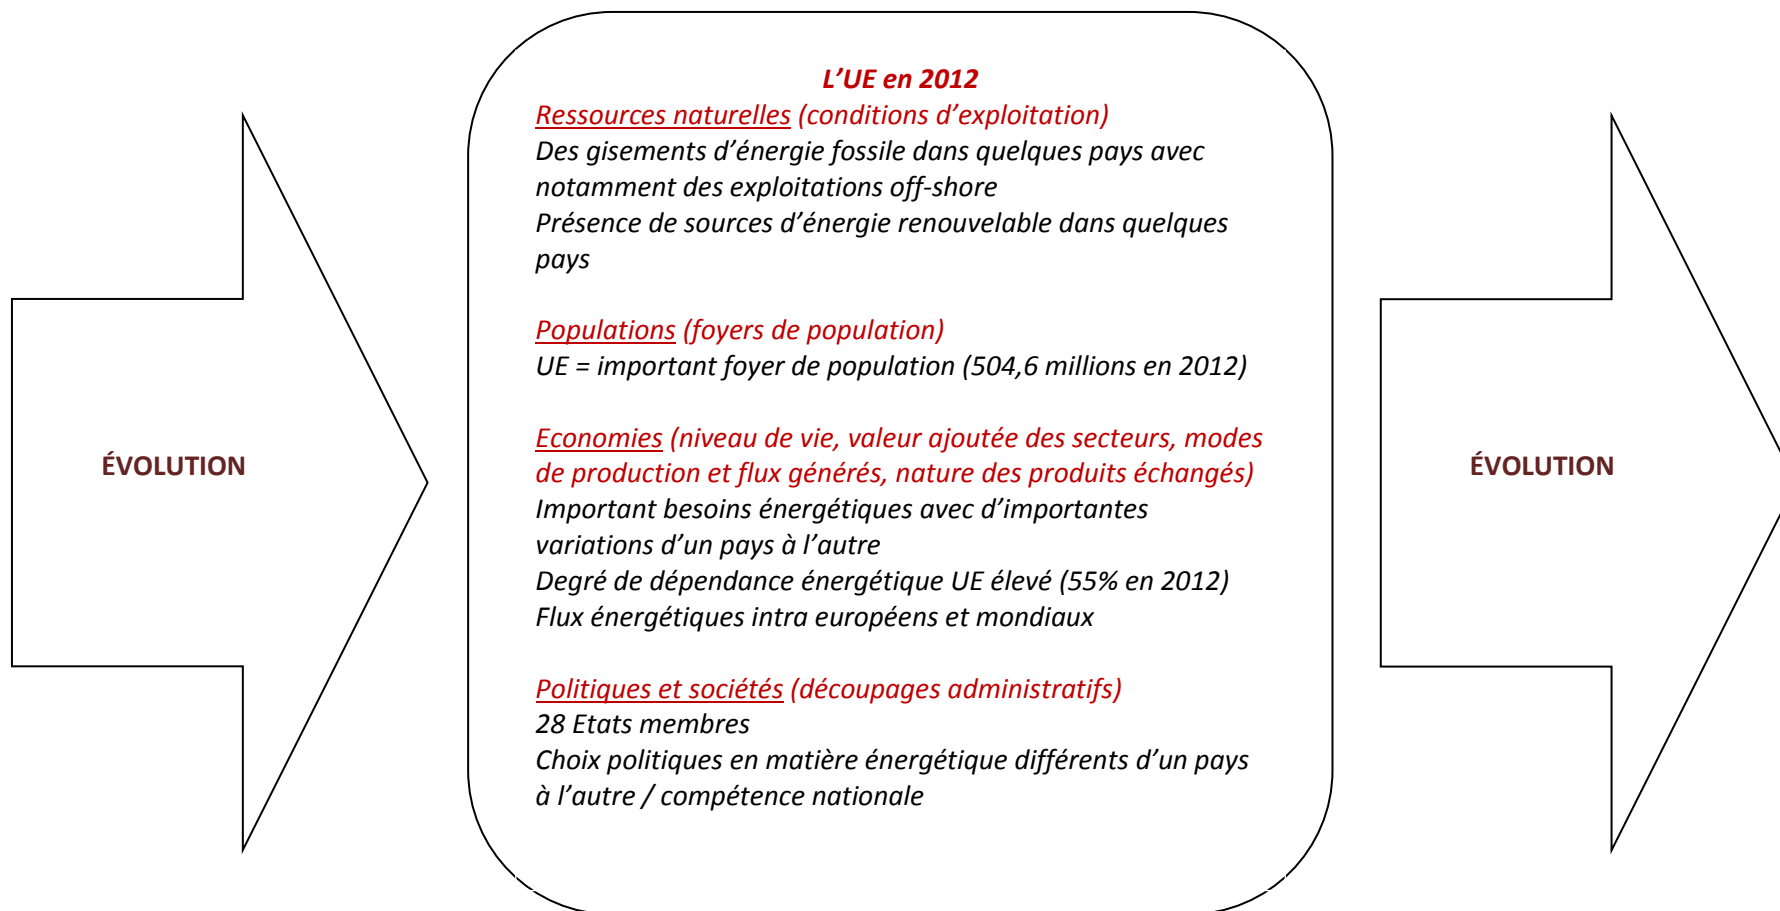 ÉVOLUTION
L’UE en 2012
Ressources naturelles (conditions d’exploitation)
Des gisements d’énergie fossile dans quelques pays avec
notamment des exploitations off-shore
Présence de sources d’énergie renouvelable dans quelques
pays
Populations (foyers de population)
UE = important foyer de population (504,6 millions en 2012)
Economies (niveau de vie, valeur ajoutée des secteurs, modes
de production et flux générés, nature des produits échangés)
Important besoins énergétiques avec d’importantes
variations d’un pays à l’autre
Degré de dépendance énergétique UE élevé (55% en 2012)
Flux énergétiques intra européens et mondiaux
Politiques et sociétés (découpages administratifs)
28 Etats membres
Choix politiques en matière énergétique différents d’un pays
à l’autre / compétence nationale
ÉVOLUTION